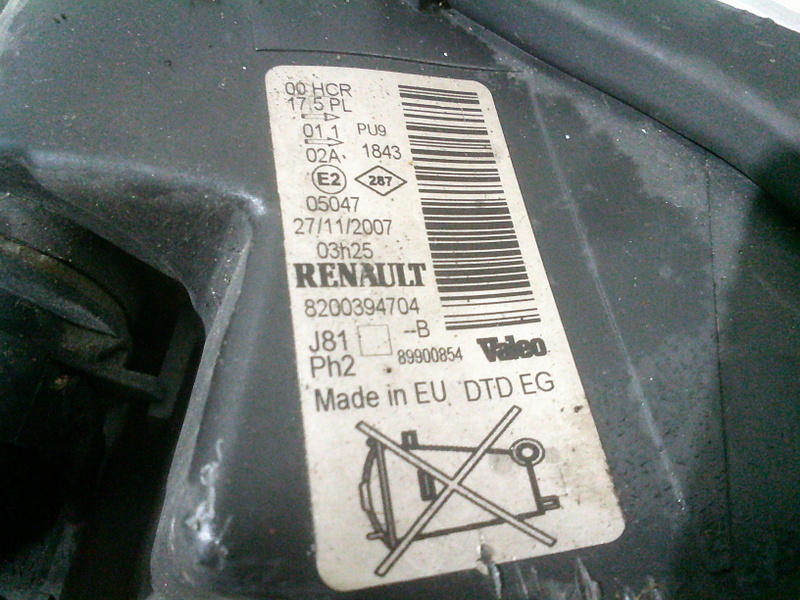 00 HCR
17.5 PL
01.1 PU9
02A 1843
E2 287
05047
27/11/2007
03h25
RENAULT
8200394704
J81 --B
Ph2 89900854 Valeo
Made in EU DTD EG